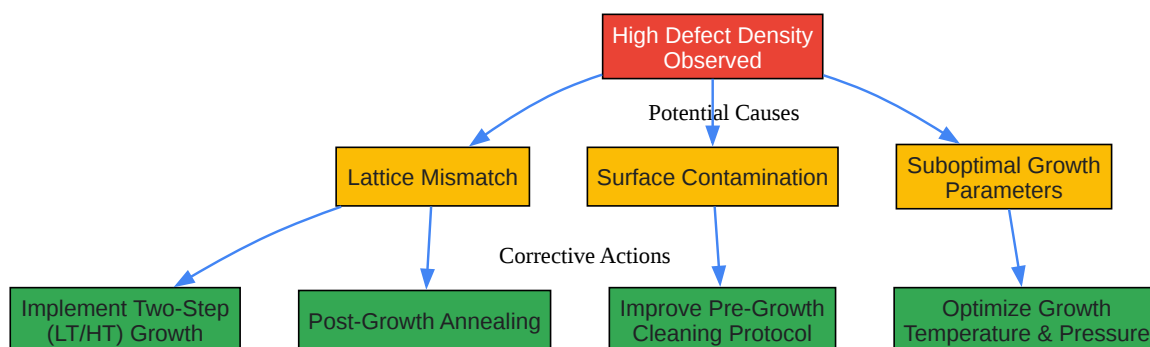 High Defect Density
Observed
Potential Causes
Lattice Mismatch
Surface Contamination
Suboptimal Growth
Parameters
Corrective Actions
Implement Two-Step
(LT/HT) Growth
Post-Growth Annealing
Improve Pre-Growth
Cleaning Protocol
Optimize Growth
Temperature & Pressure